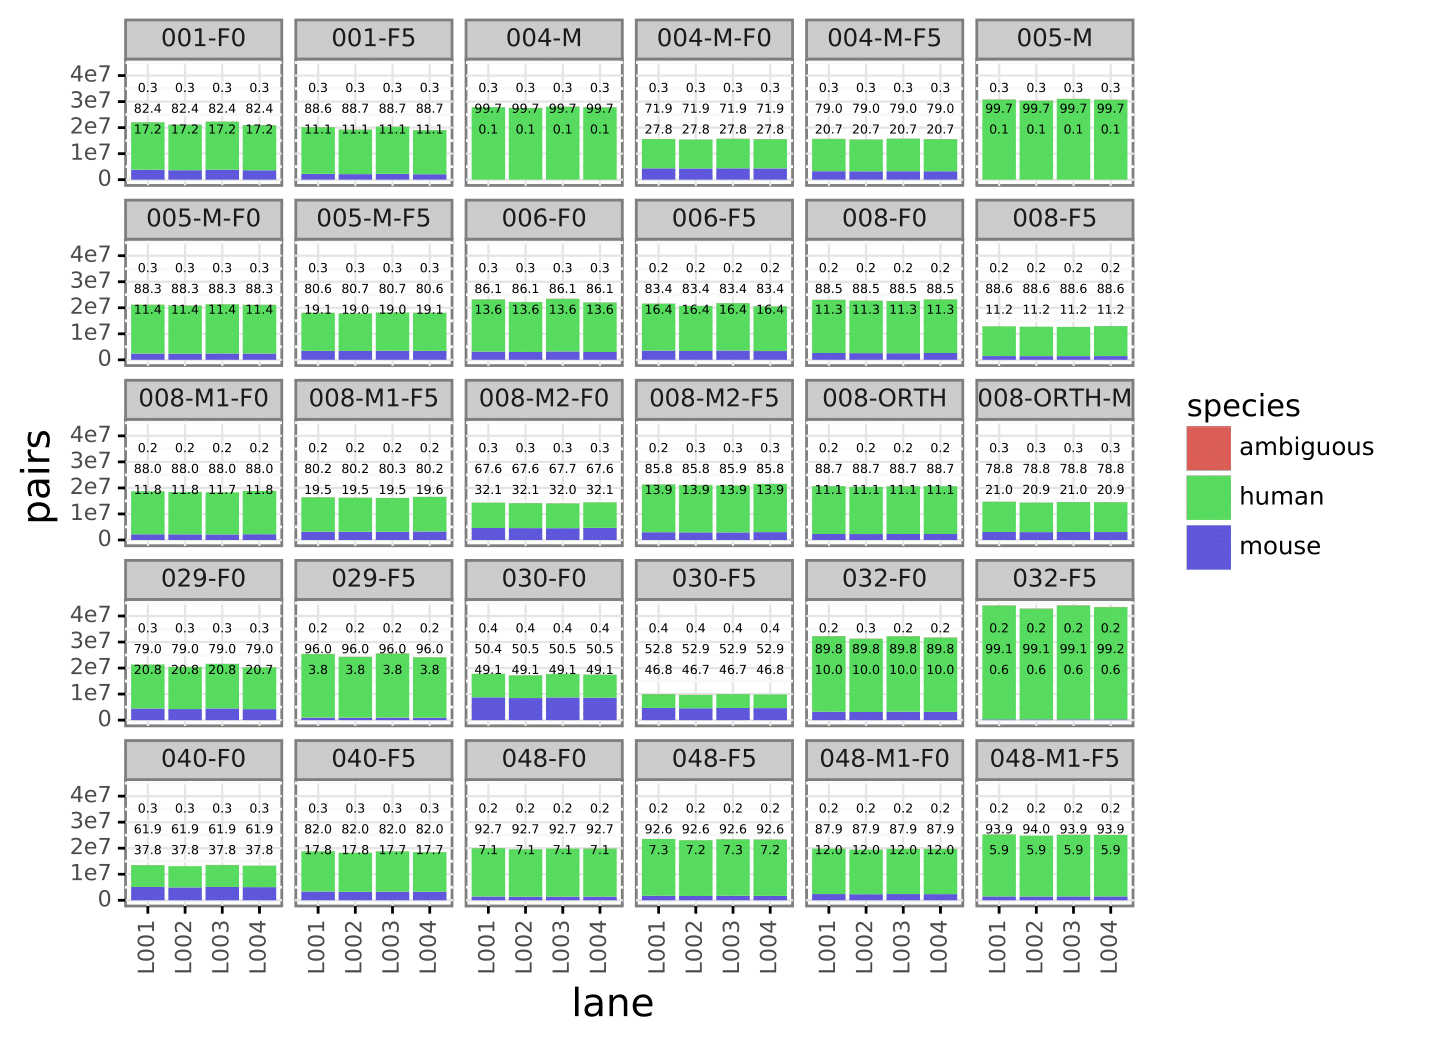 001-F0 001-F5 004-M 004-M-F0 004-M-F5 005-M
4e7
0.3 0.3 0.3 0.3 0.3 0.3 0.3 0.3 0.3 0.3 0.3 0.3 0.3 0.3 0.3 0.3 0.3 0.3 0.3 0.3 0.3 0.3 0.3 0.3
3e7 82.4 82.4 82.4 82.4 88.6 88.7 88.7 88.7 99.7 99.7 99.7 99.7 71.9 71.9 71.9 71.9 79.0 79.0 79.0 79.0 99.7 99.7 99.7 99.7
2e7 17.2 17.2 17.2 17.2 11.1 11.1 11.1 11.1 0.1 0.1 0.1 0.1 27.8 27.8 27.8 27.8 20.7 20.7 20.7 20.7 0.1 0.1 0.1 0.1
1e7
0
005-M-F0 005-M-F5 006-F0 006-F5 008-F0 008-F5
4e7
0.3 0.3 0.3 0.3 0.3 0.3 0.3 0.3 0.3 0.3 0.3 0.3 0.2 0.2 0.2 0.2 0.2 0.2 0.2 0.2 0.2 0.2 0.2 0.2
3e7 88.3 88.3 88.3 88.3 80.6 80.7 80.7 80.6 86.1 86.1 86.1 86.1 83.4 83.4 83.4 83.4 88.5 88.5 88.5 88.5 88.6 88.6 88.6 88.6
2e7 11.4 11.4 11.4 11.4 19.1 19.0 19.0 19.1 13.6 13.6 13.6 13.6 16.4 16.4 16.4 16.4 11.3 11.3 11.3 11.3 11.2 11.2 11.2 11.2
1e7
0
008-M1-F0 008-M1-F5 008-M2-F0 008-M2-F5 008-ORTH 008-ORTH-M
4e7
0.2 0.2 0.2 0.2 0.2 0.2 0.2 0.2 0.3 0.3 0.3 0.3 0.2 0.3 0.3 0.3 0.2 0.2 0.2 0.2 0.3 0.3 0.3 0.3
3e7 88.0 88.0 88.0 88.0 80.2 80.2 80.3 80.2 67.6 67.6 67.7 67.6 85.8 85.8 85.9 85.8 88.7 88.7 88.7 88.7 78.8 78.8 78.8 78.8
2e7 11.8 11.8 11.7 11.8 19.5 19.5 19.5 19.6 32.1 32.1 32.0 32.1 13.9 13.9 13.9 13.9 11.1 11.1 11.1 11.1 21.0 20.9 21.0 20.9
1e7
0
029-F0 029-F5 030-F0 030-F5 032-F0 032-F5
4e7
0.3 0.3 0.3 0.3 0.2 0.2 0.2 0.2 0.4 0.4 0.4 0.4 0.4 0.4 0.4 0.4 0.2 0.3 0.2 0.2 0.2 0.2 0.2 0.2
3e7 79.0 79.0 79.0 79.0 96.0 96.0 96.0 96.0 50.4 50.5 50.5 50.5 52.8 52.9 52.9 52.9 89.8 89.8 89.8 89.8 99.1 99.1 99.1 99.2
2e7 20.8 20.8 20.8 20.7 3.8 3.8 3.8 3.8 49.1 49.1 49.1 49.1 46.8 46.7 46.7 46.8 10.0 10.0 10.0 10.0 0.6 0.6 0.6 0.6
1e7
0
040-F0 040-F5 048-F0 048-F5 048-M1-F0 048-M1-F5
4e7
0.3 0.3 0.3 0.3 0.3 0.3 0.3 0.3 0.2 0.2 0.2 0.2 0.2 0.2 0.2 0.2 0.2 0.2 0.2 0.2 0.2 0.2 0.2 0.2
3e7 61.9 61.9 61.9 61.9 82.0 82.0 82.0 82.0 92.7 92.7 92.7 92.7 92.6 92.6 92.6 92.6 87.9 87.9 87.9 87.9 93.9 94.0 93.9 93.9
2e7 37.8 37.8 37.8 37.8 17.8 17.8 17.7 17.7 7.1 7.1 7.1 7.1 7.3 7.2 7.3 7.2 12.0 12.0 12.0 12.0 5.9 5.9 5.9 5.9
1e7
0
L001 L002 L003 L004 L001 L002 L003 L004 L001 L002 L003 L004 L001 L002 L003 L004 L001 L002 L003 L004 L001 L002 L003 L004
lane
pairs
species
ambiguous
human
mouse